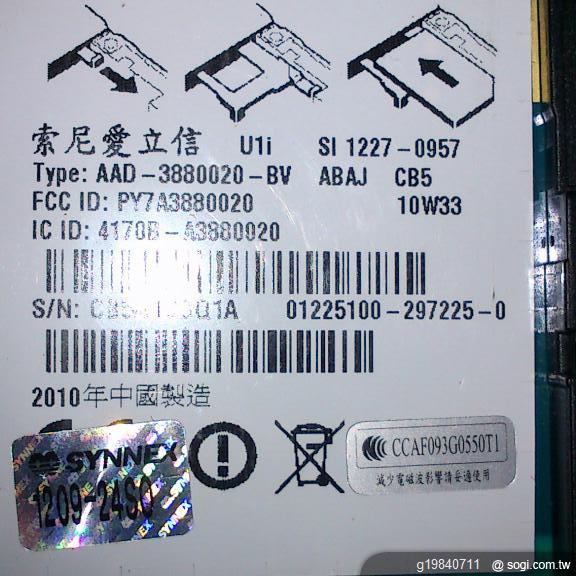 索尼愛立信 U1i SI 1227-0957
Type: AAD-3880020-BV ABAJ CB5
FCC ID: PY7A3880020 10W33
IC ID: 4170B-A3880020
S/N: 01225100-297225-0
2010年中國製造
SYNNEX
1209-24S0
CCAF093G0550T1
減少電磁波影響請妥適使用
g19840711 @ sogi.com.tw